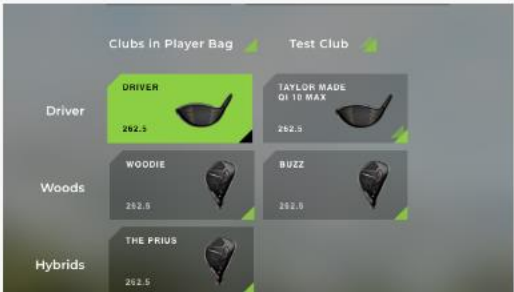 Clubs in Player Bag
Test Club
Driver
DRIVER
262.5
TAYLOR MADE
QI 10 MAX
262.5
Woods
WOODIE
262.5
BUZZ
262.5
Hybrids
THE PRIUS
262.5